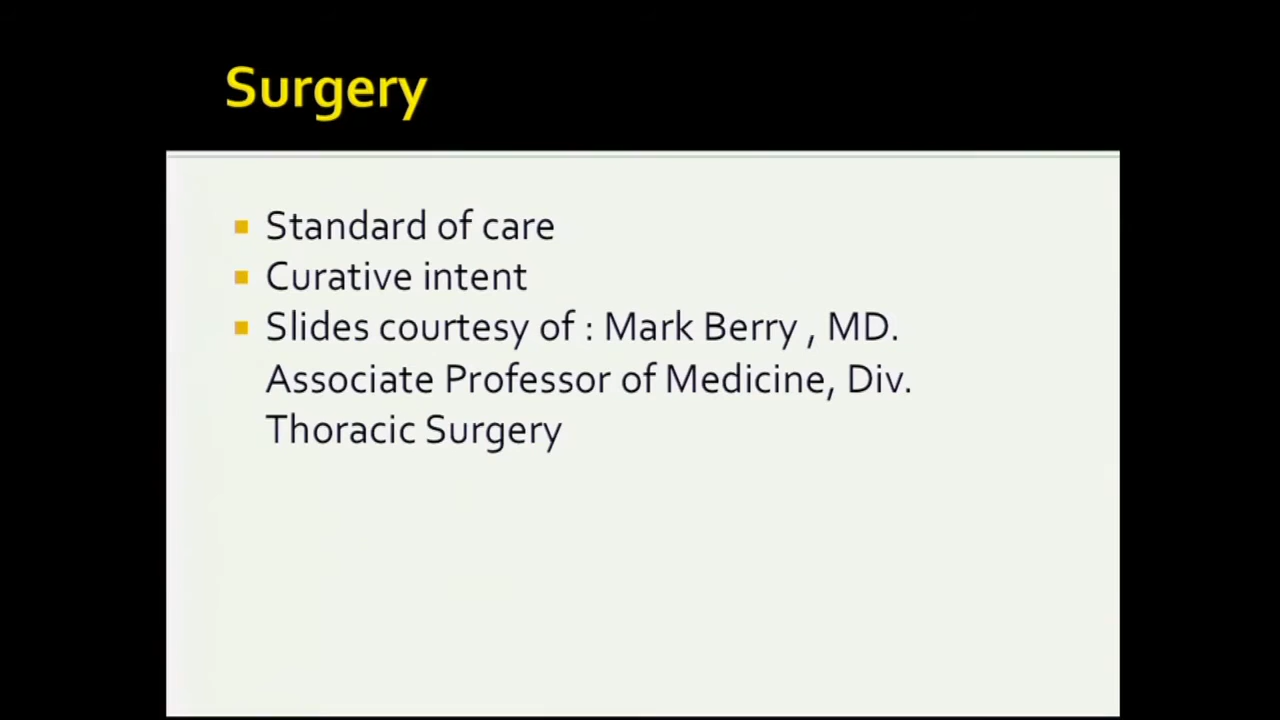 Surgery
Standard of care
Curative intent
Slides courtesy of : Mark Berry , MD.
Associate Professor of Medicine, Div.
Thoracic Surgery